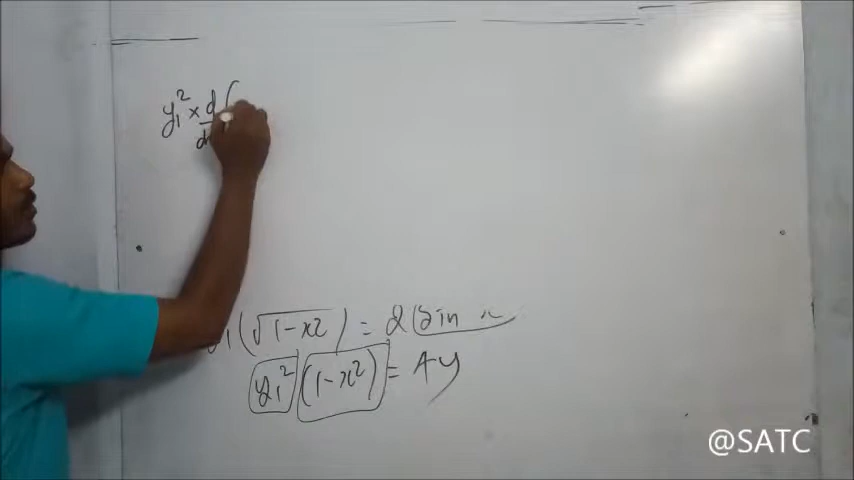 y₁² × d/d (
y₁(√1-x²) = 2(Sin x
y₁² (1-x²) = 4y
@SATC